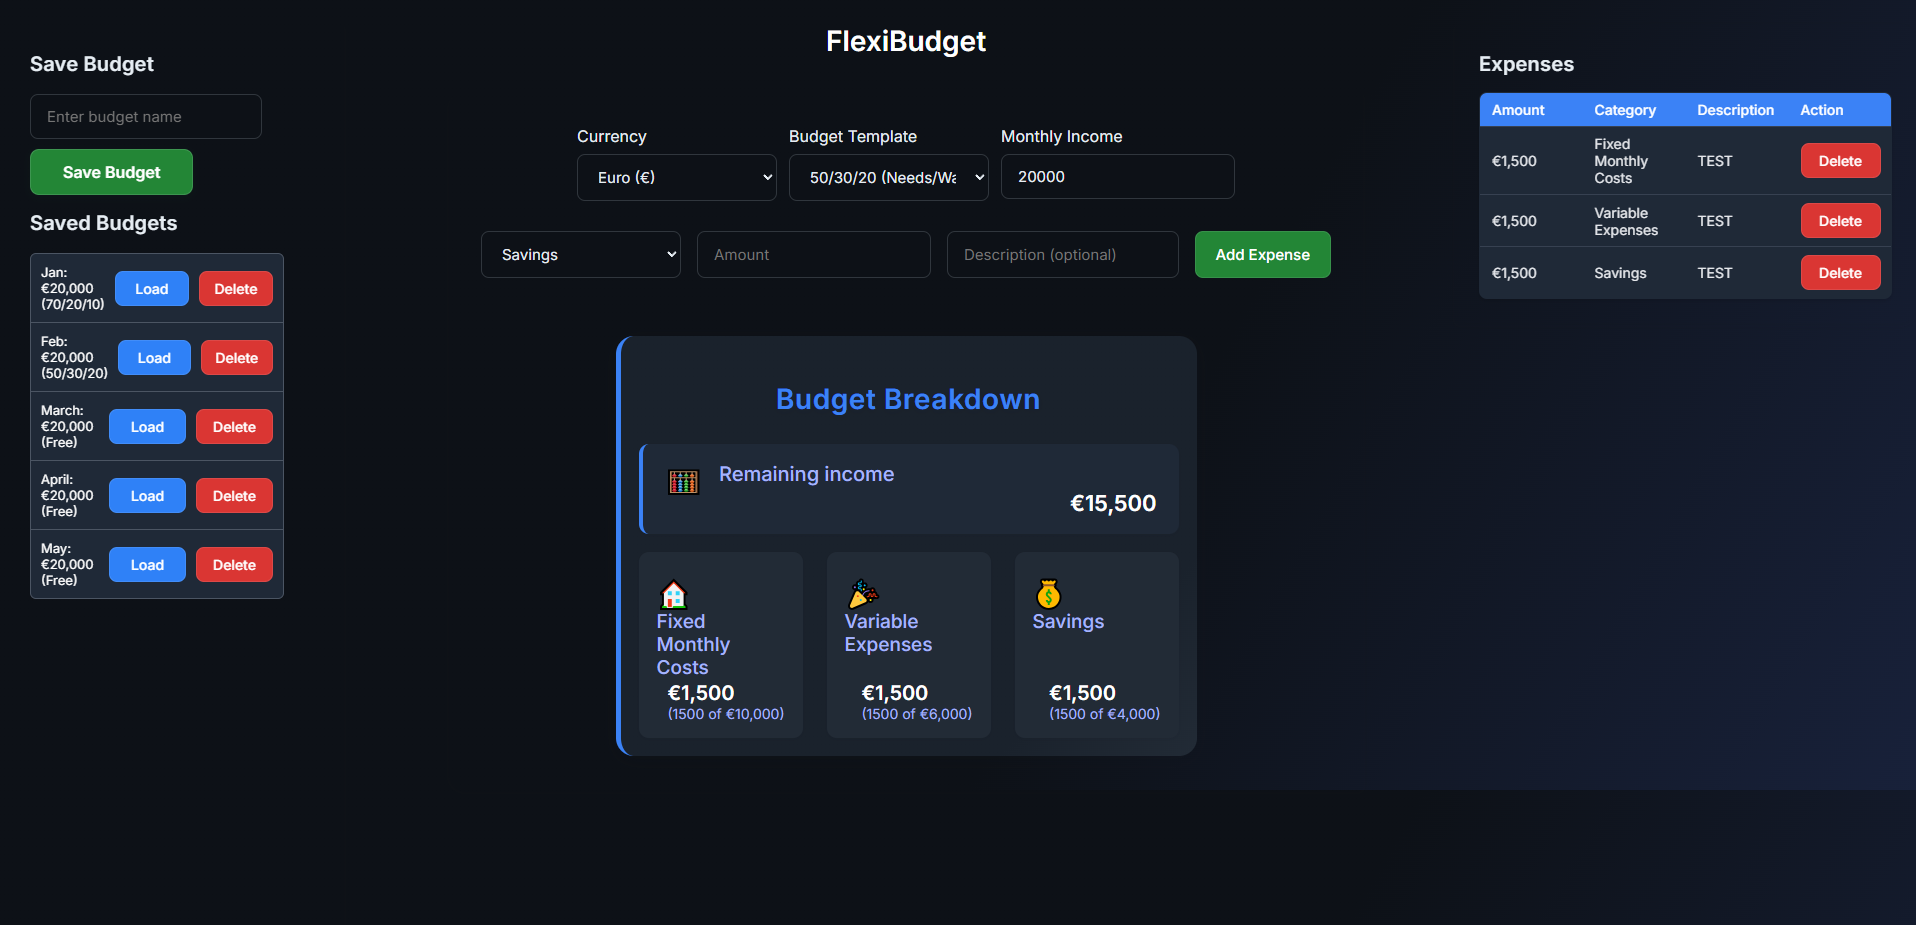 FlexiBudget
Save Budget
Enter budget name
Save Budget
Saved Budgets
Jan:
€20,000
(70/20/10)
Load
Delete
Feb:
€20,000
(50/30/20)
Load
Delete
March:
€20,000
(Free)
Load
Delete
April:
€20,000
(Free)
Load
Delete
May:
€20,000
(Free)
Load
Delete
Currency
Budget Template
Monthly Income
Euro (€)
50/30/20 (Needs/Wa
20000
Savings
Amount
Description (optional)
Add Expense
Budget Breakdown
Remaining income
€15,500
Fixed
Monthly
Costs
€1,500
(1500 of €10,000)
Variable
Expenses
€1,500
(1500 of €6,000)
Savings
€1,500
(1500 of €4,000)
Expenses
Amount Category Description Action
€1,500
Fixed
Monthly
Costs
TEST
Delete
€1,500
Variable
Expenses
TEST
Delete
€1,500
Savings
TEST
Delete